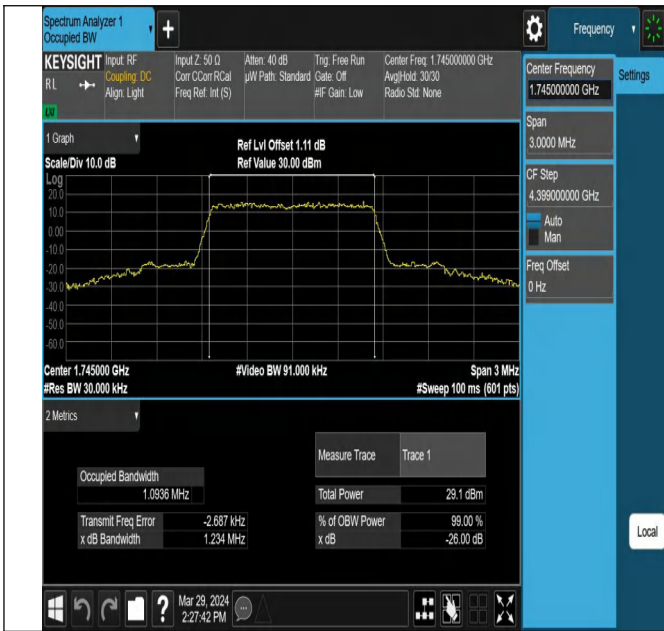 Spectrum Analyzer 1
Occupied BW
+
Frequency
KEYSIGHT
RL
LXI
Input: RF
Coupling: DC
Align: Light
Input Z: 50 Ω
Corr CCorr RCal
Freq Ref: Int (S)
Atten: 40 dB
µW Path: Standard
Trig: Free Run
Gate: Off
#IF Gain: Low
Center Freq: 1.745000000 GHz
Avg|Hold: 30/30
Radio Std: None
Center Frequency
1.745000000 GHz
Settings
Span
3.0000 MHz
CF Step
4.399000000 GHz
Auto
Man
Freq Offset
0 Hz
1 Graph
Scale/Div 10.0 dB
Ref Lvl Offset 1.11 dB
Ref Value 30.00 dBm
Log
20.0
10.0
0.00
-10.0
-20.0
-30.0
-40.0
-50.0
-60.0
Center 1.745000 GHz
#Video BW 91.000 kHz
Span 3 MHz
#Res BW 30.000 kHz
#Sweep 100 ms (601 pts)
2 Metrics
Measure Trace
Trace 1
Occupied Bandwidth
1.0936 MHz
Total Power
29.1 dBm
Transmit Freq Error
-2.687 kHz
% of OBW Power
99.00 %
x dB Bandwidth
1.234 MHz
x dB
-26.00 dB
Local
?
Mar 29, 2024
2:27:42 PM